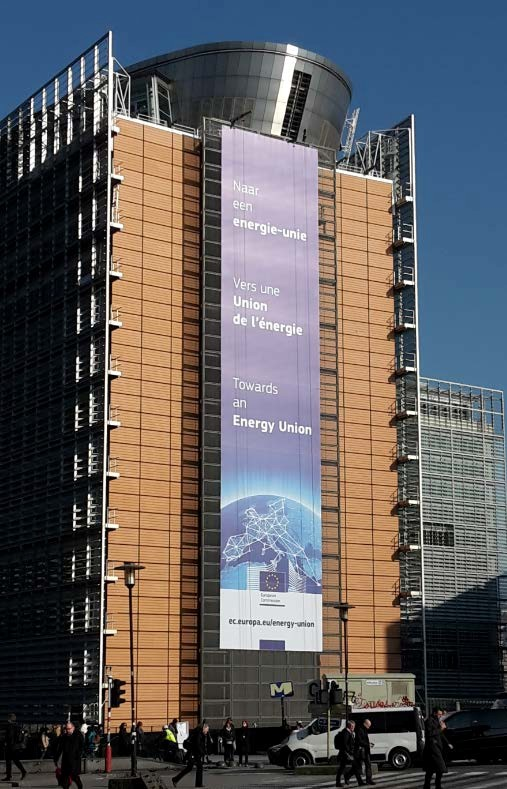 Naar
een
energie-unie
Vers une
Union
de l'énergie
Towards
an
Energy Union
European
Commission
ec.europa.eu/energy-union
M